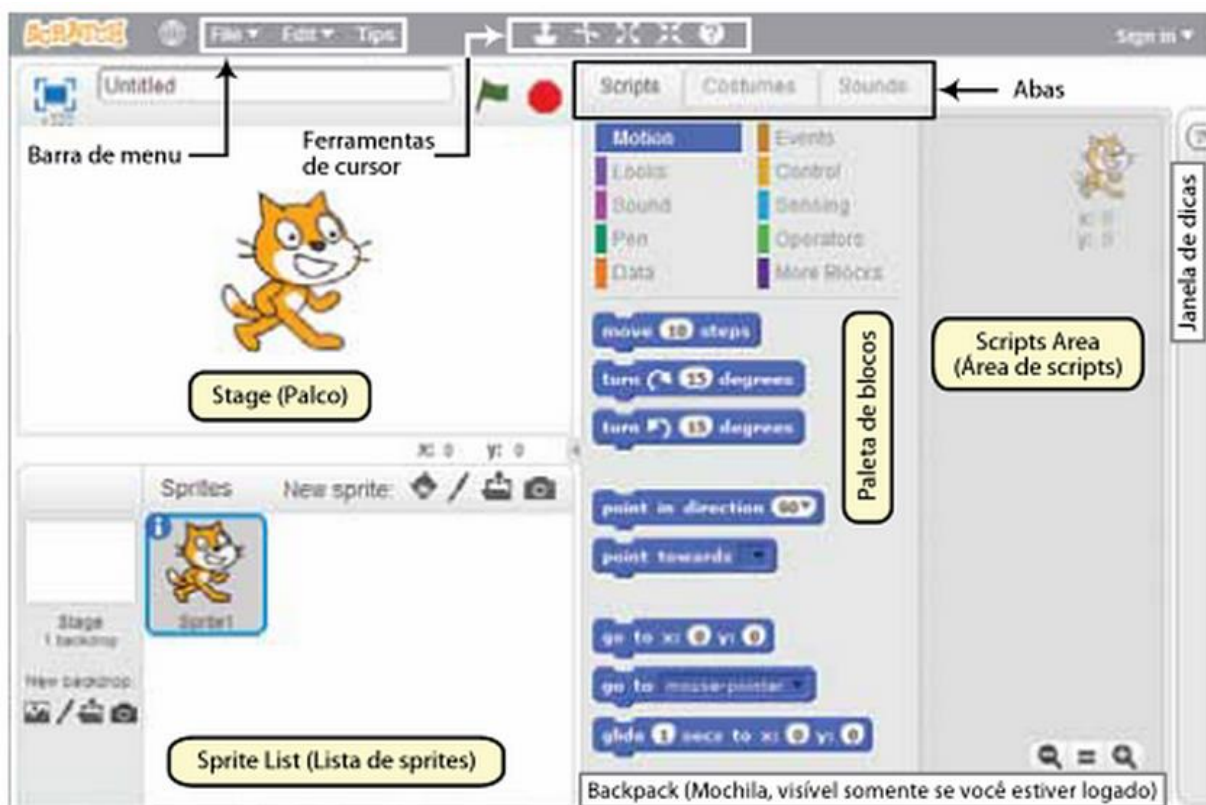 SCRATCH File Edit Tips Sign in
Untitled
Scripts Costumes Sounds
Abas
Barra de menu
Ferramentas
de cursor
Motion Events
Looks Control
Sound Sensing
Pen Operators
Data More Blocks
x: 0
y: 0
Janela de dicas
Stage (Palco)
x: 0 y: 0
move 10 steps
turn 15 degrees
turn 15 degrees
point in direction
point towards
go to x: 0 y: 0
go to mouse-pointer
glide 1 secs to x: 0 y: 0
Paleta de blocos
Scripts Area
(Área de scripts)
Sprites New sprite:
Sprite1
Stage
1 backdrop
New backdrop:
Sprite List (Lista de sprites)
Backpack (Mochila, visível somente se você estiver logado)